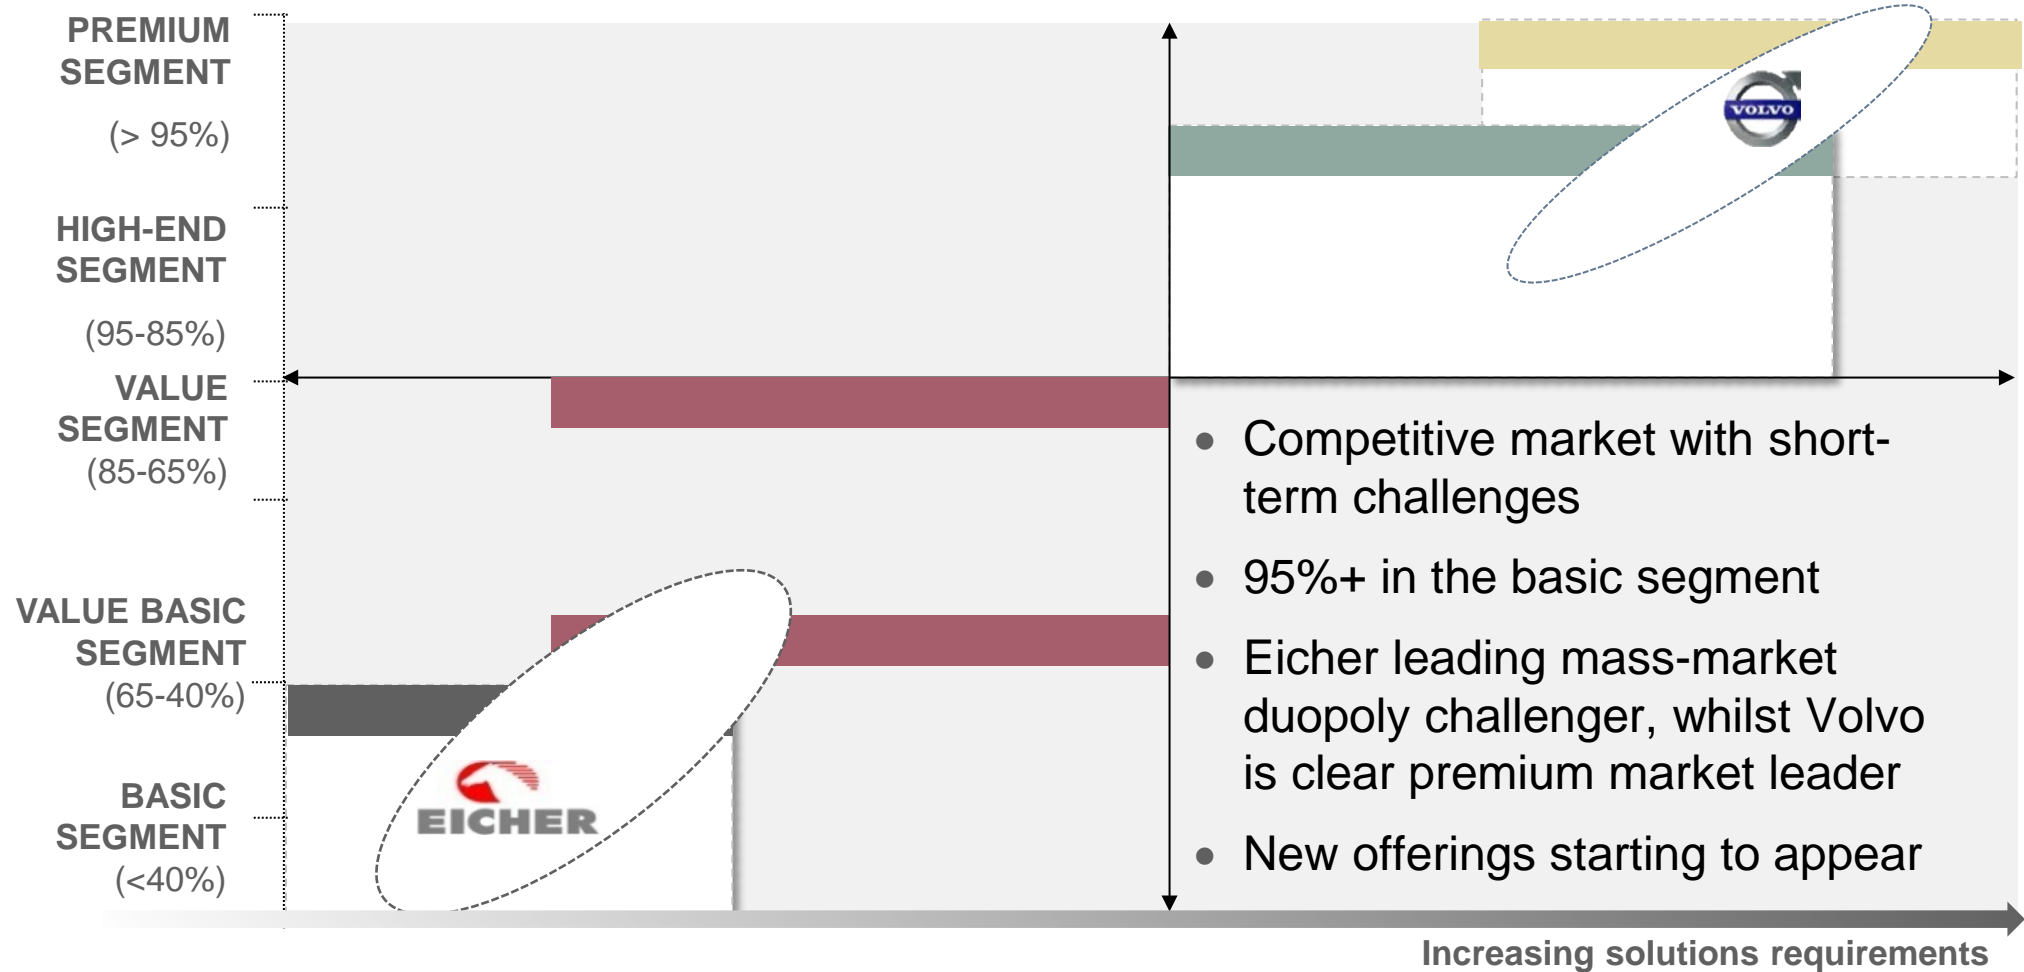 PREMIUM
SEGMENT
(> 95%)
HIGH-END
SEGMENT
(95-85%)
VALUE
SEGMENT
(85-65%)
VALUE BASIC
SEGMENT
(65-40%)
BASIC
SEGMENT
(<40%)
VOLVO
EICHER
● Competitive market with short-
term challenges
● 95%+ in the basic segment
● Eicher leading mass-market
duopoly challenger, whilst Volvo
is clear premium market leader
● New offerings starting to appear
Increasing solutions requirements